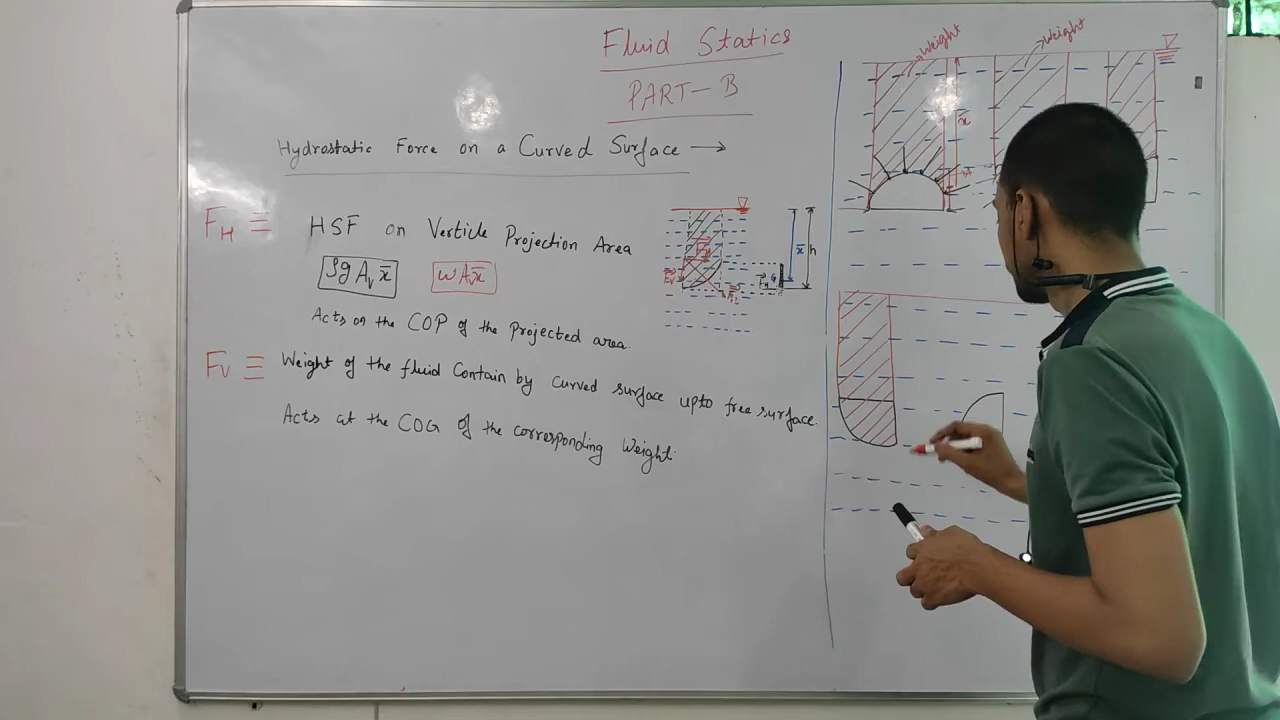 Fluid Statics
PART-B
Hydrostatic Force on a Curved Surface →
F_H ≡ HSF on Verticle Projection Area
ρg A_v x̄ w A_v x̄
Acts on the COP of the projected area
F_V ≡ Weight of the fluid Contain by curved surface upto free surface.
Acts at the COG of the corresponding Weight.
x̄ h
Weight
Weight
x̄